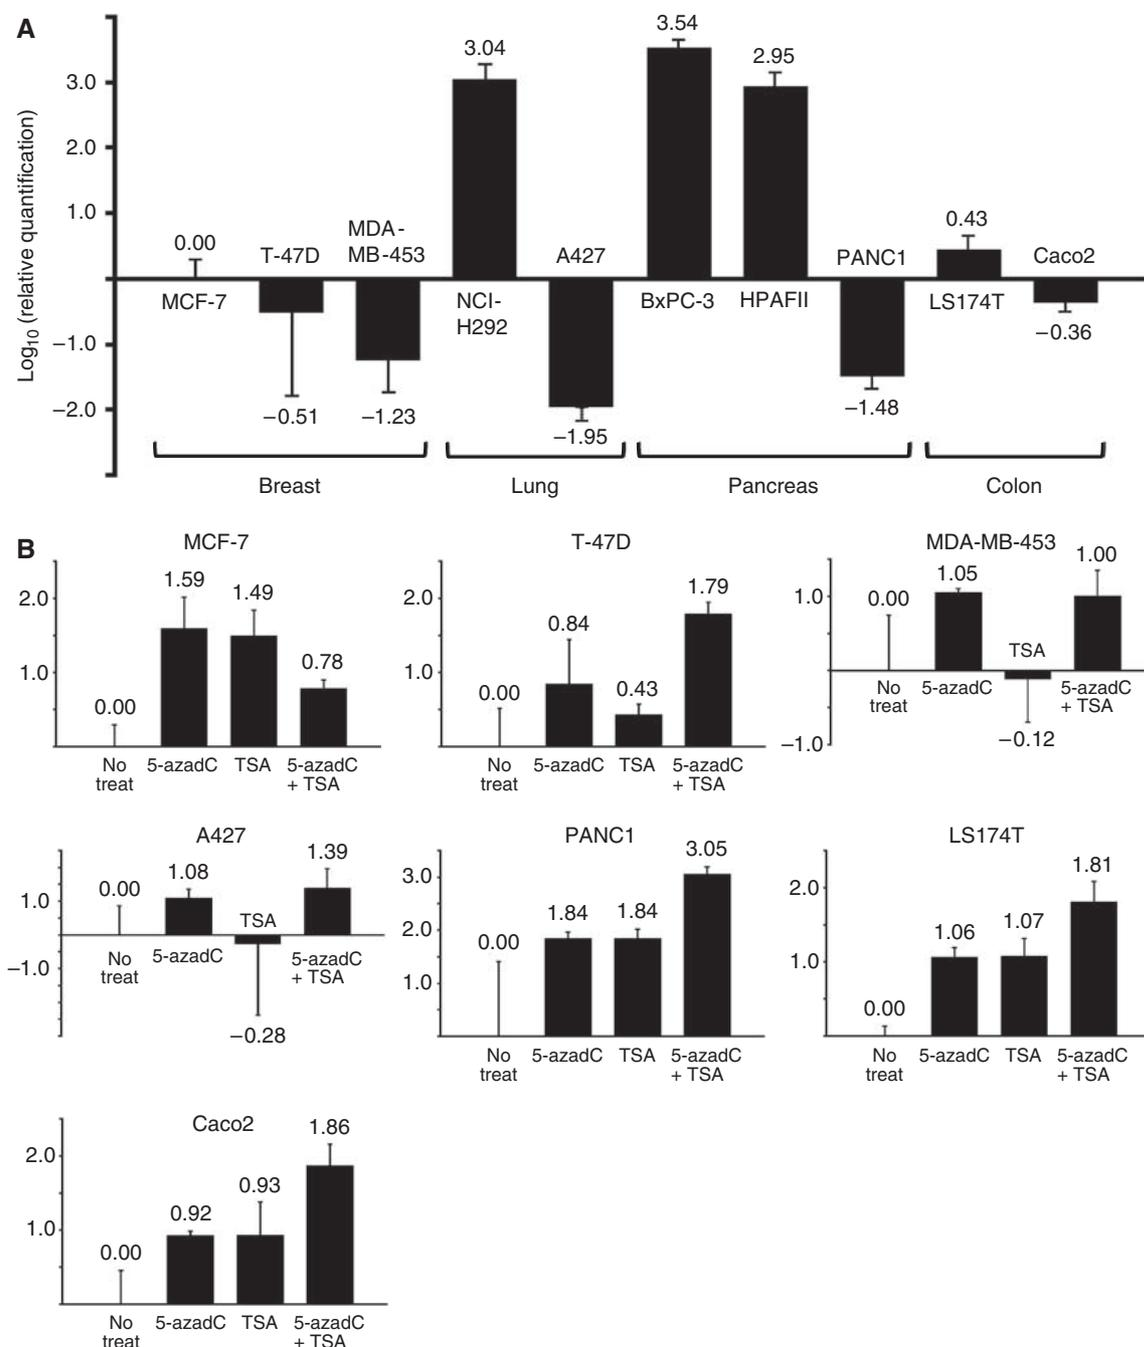 A
Log10 (relative quantification)
3.0
2.0
1.0
−1.0
−2.0
0.00
MCF-7
T-47D
−0.51
MDA-
MB-453
−1.23
3.04
NCI-
H292
A427
−1.95
3.54
BxPC-3
2.95
HPAFII
PANC1
−1.48
0.43
LS174T
Caco2
−0.36
Breast
Lung
Pancreas
Colon
B
MCF-7
2.0
1.0
0.00
1.59
1.49
0.78
No
treat
5-azadC
TSA
5-azadC
+ TSA
T-47D
2.0
1.0
0.00
0.84
0.43
1.79
No
treat
5-azadC
TSA
5-azadC
+ TSA
MDA-MB-453
1.0
−1.0
0.00
1.05
TSA
−0.12
1.00
No
treat
5-azadC
5-azadC
+ TSA
A427
1.0
−1.0
0.00
1.08
TSA
−0.28
1.39
No
treat
5-azadC
5-azadC
+ TSA
PANC1
3.0
2.0
1.0
0.00
1.84
1.84
3.05
No
treat
5-azadC
TSA
5-azadC
+ TSA
LS174T
2.0
1.0
0.00
1.06
1.07
1.81
No
treat
5-azadC
TSA
5-azadC
+ TSA
Caco2
2.0
1.0
0.00
0.92
0.93
1.86
No
treat
5-azadC
TSA
5-azadC
+ TSA